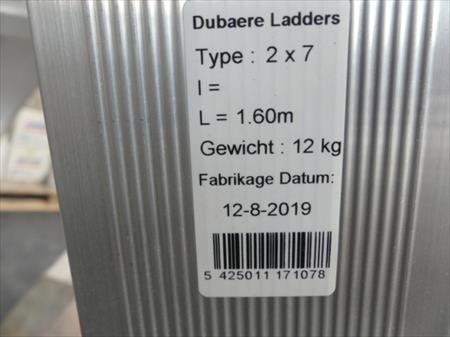 Dubaere Ladders
Type : 2 x 7
l =
L = 1.60m
Gewicht : 12 kg
Fabrikage Datum:
12-8-2019
5 425011 171078